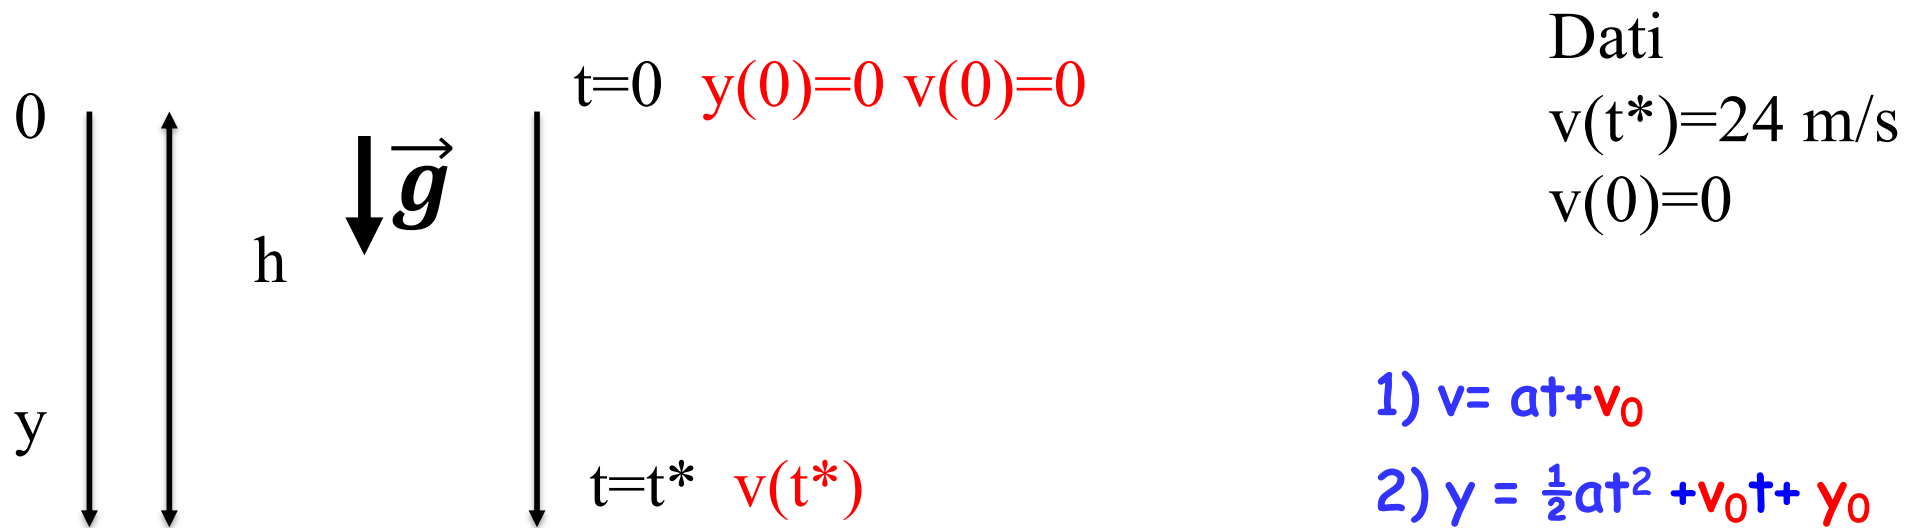 Dati
t=0 y(0)=0 v(0)=0
0
v(t*)=24 m/s
g
v(0)=0
h
1) v= at+v₀
y
t=t* v(t*)
2) y = ½at² +v₀t+ y₀